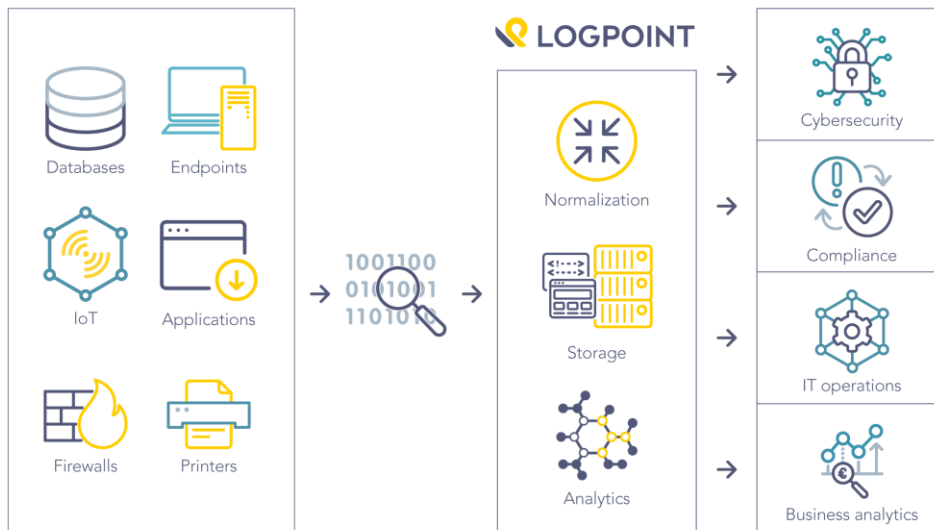 LOGPOINT
Databases
Endpoints
IoT
Applications
Firewalls
Printers
1001100
0101001
1101010
Normalization
<!--->
<---->
Storage
Analytics
Cybersecurity
Compliance
IT operations
€
Business analytics